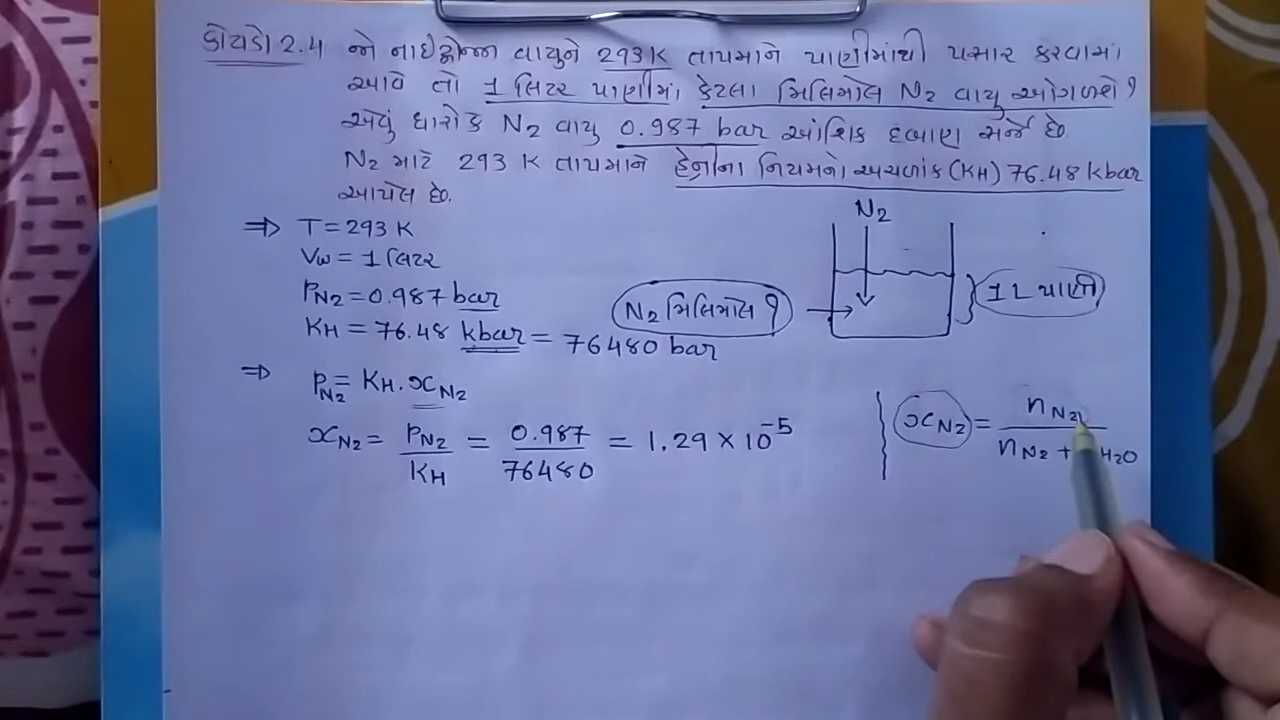 કોયડો 2.4 જો નાઇટ્રોજન વાયુને 293 K તાપમાને પાણીમાંથી પસાર કરવામાં
આવે તો 1 લિટર પાણીમાં કેટલા મિલિમોલ N2 વાયુ ઓગળશે ?
એવું ધારોકે N2 વાયુ 0.987 bar આંશિક દબાણ સર્જે છે.
N2 માટે 293 K તાપમાને હેન્રીના નિયમનો અચળાંક (KH) 76.48 kbar
આપેલ છે.
⇒ T = 293 K
Vw = 1 લિટર
PN2 = 0.987 bar
KH = 76.48 kbar = 76480 bar
N2
N2 મિલિમોલ ?
1 L પાણી
⇒ PN2 = KH . xN2
xN2 = PN2 / KH = 0.987 / 76480 = 1.29 × 10^-5
xN2 = nN2 / nN2 + H2O